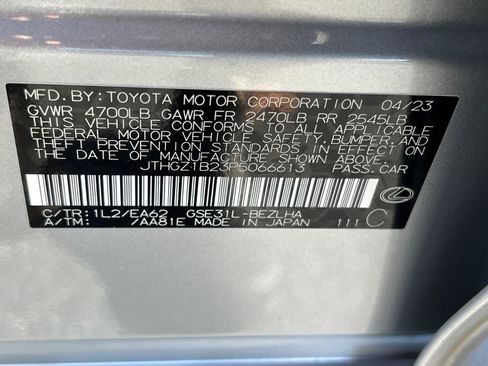 MFD. BY: TOYOTA MOTOR CORPORATION 04/23
GVWR 4700LB GAWR FR 2470LB RR 2545LB
THIS VEHICLE CONFORMS TO ALL APPLICABLE
FEDERAL MOTOR VEHICLE SAFETY, BUMPER, AND
THEFT PREVENTION STANDARDS IN EFFECT ON
THE DATE OF MANUFACTURE SHOWN ABOVE.
JTHGZ1B23P5066613 PASS. CAR
C/TR: 1L2/EA62 GSE31L-BEZLHA
A/TM: /AA81E MADE IN JAPAN 111 C